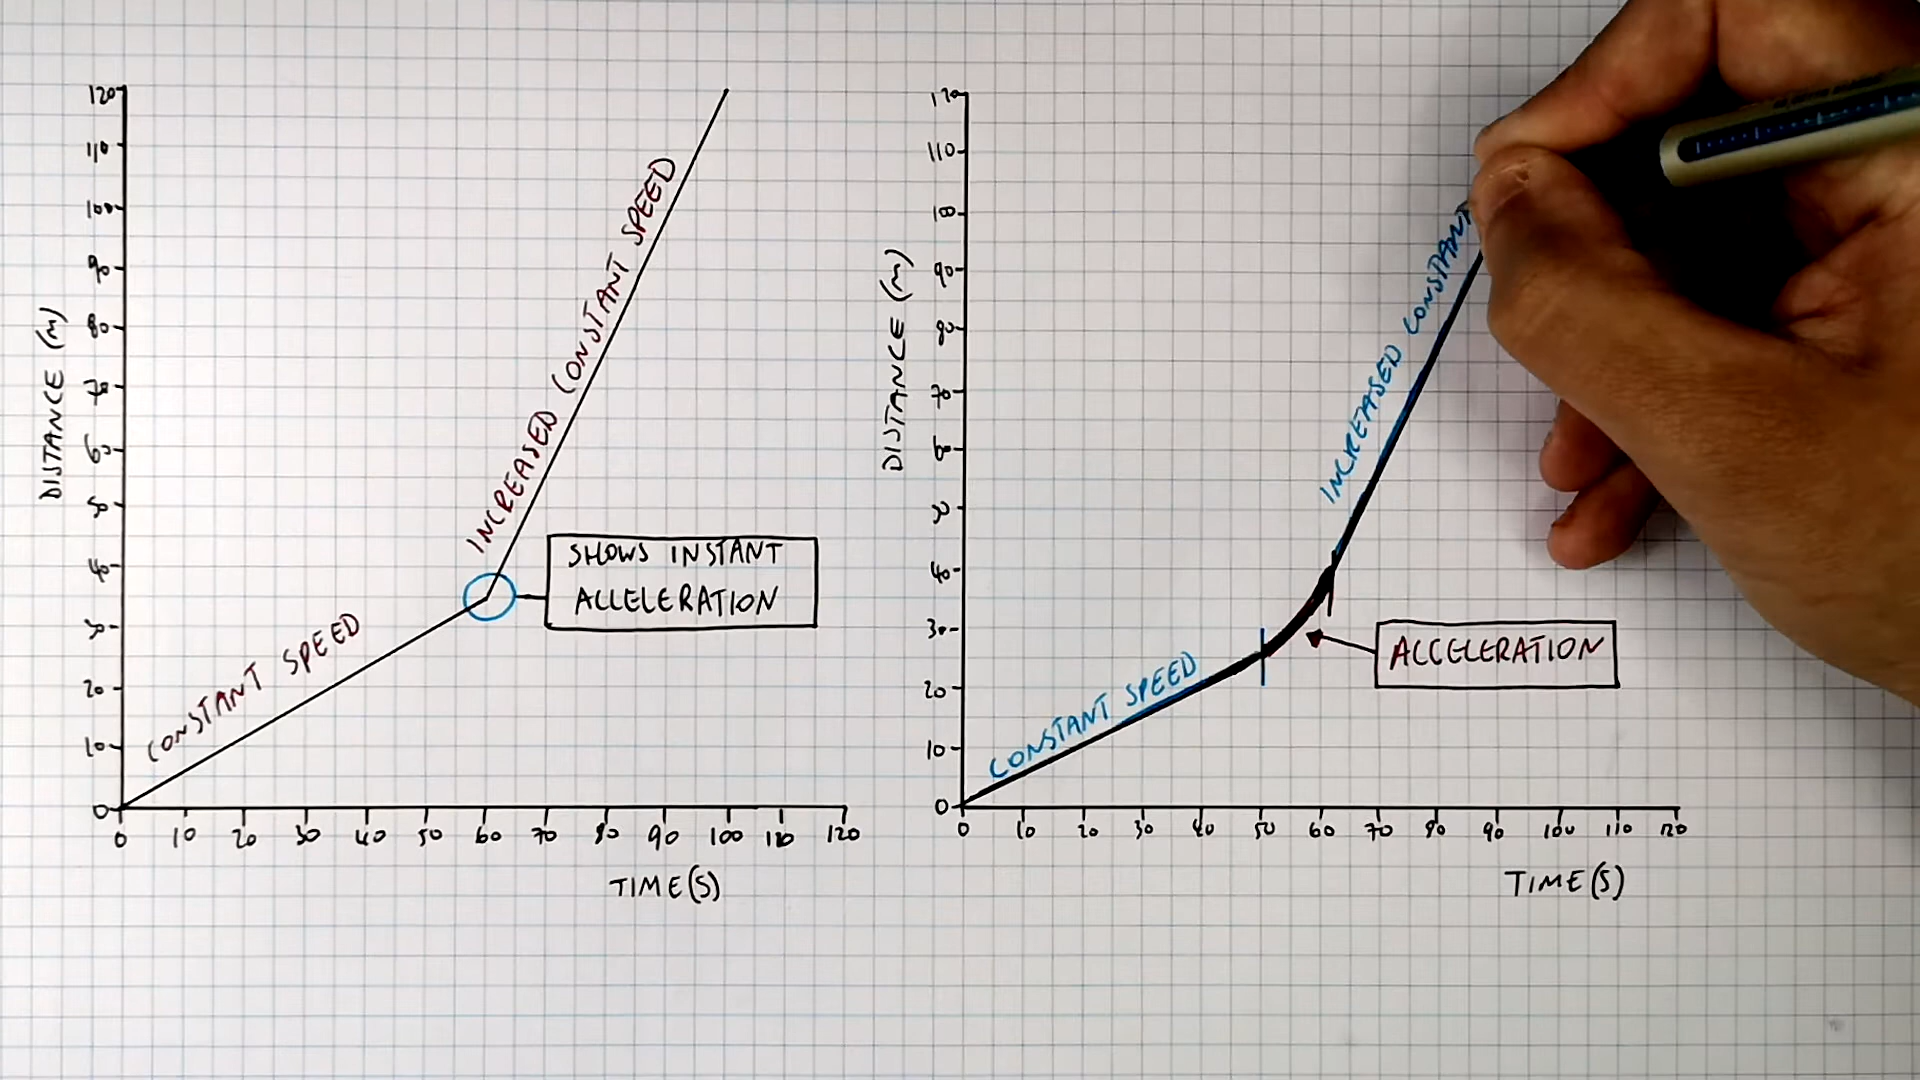 120
110
100
90
80
70
60
50
40
30
20
10
0
DISTANCE (M)
CONSTANT SPEED
INCREASED CONSTANT SPEED
SHOWS INSTANT
ALLELERATION
0 10 20 30 40 50 60 70 80 90 100 110 120
TIME(S)
120
110
100
90
80
70
60
50
40
30
20
10
0
DISTANCE (M)
CONSTANT SPEED
INCREASED CONSTANT
ACCELERATION
0 10 20 30 40 50 60 70 80 90 100 110 120
TIME(S)